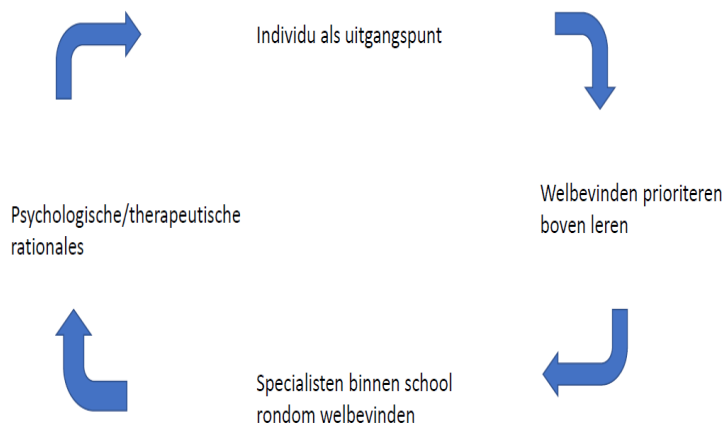 Individu als uitgangspunt
Welbevinden prioriteren
boven leren
Specialisten binnen school
rondom welbevinden
Psychologische/therapeutische
rationales